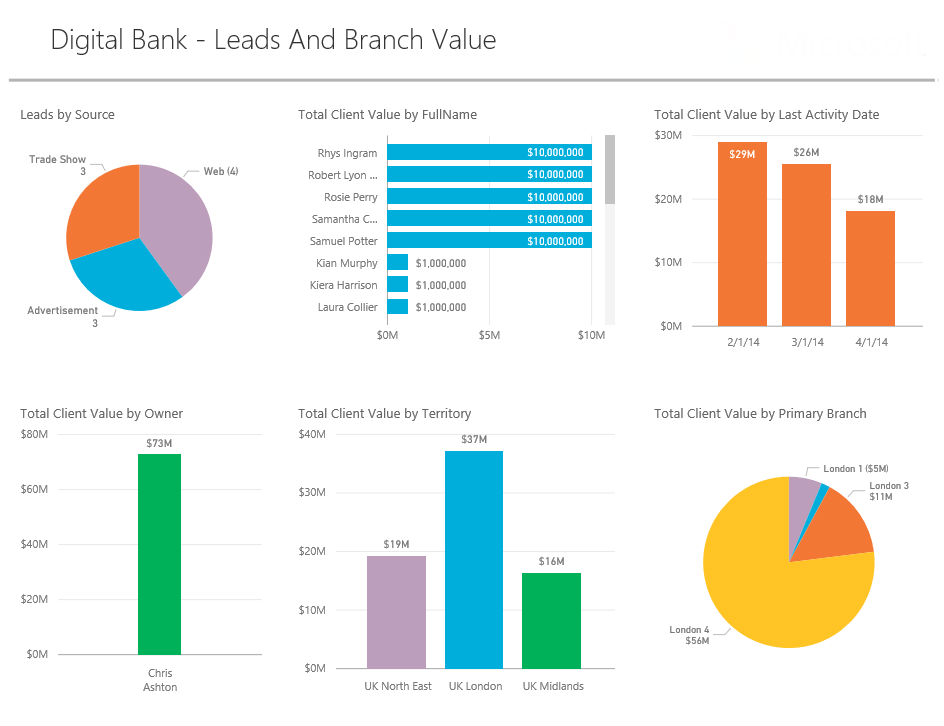 Digital Bank - Leads And Branch Value
Leads by Source
Trade Show
3
Web (4)
Advertisement
3
Total Client Value by FullName
Rhys Ingram $10,000,000
Robert Lyon ... $10,000,000
Rosie Perry $10,000,000
Samantha C... $10,000,000
Samuel Potter $10,000,000
Kian Murphy $1,000,000
Kiera Harrison $1,000,000
Laura Collier $1,000,000
$0M $5M $10M
Total Client Value by Last Activity Date
$30M
$29M $26M
$20M
$18M
$10M
$0M
2/1/14 3/1/14 4/1/14
Total Client Value by Owner
$80M
$73M
$60M
$40M
$20M
$0M
Chris
Ashton
Total Client Value by Territory
$40M
$37M
$30M
$20M
$19M
$16M
$10M
$0M
UK North East UK London UK Midlands
Total Client Value by Primary Branch
London 1 ($5M)
London 3
$11M
London 4
$56M